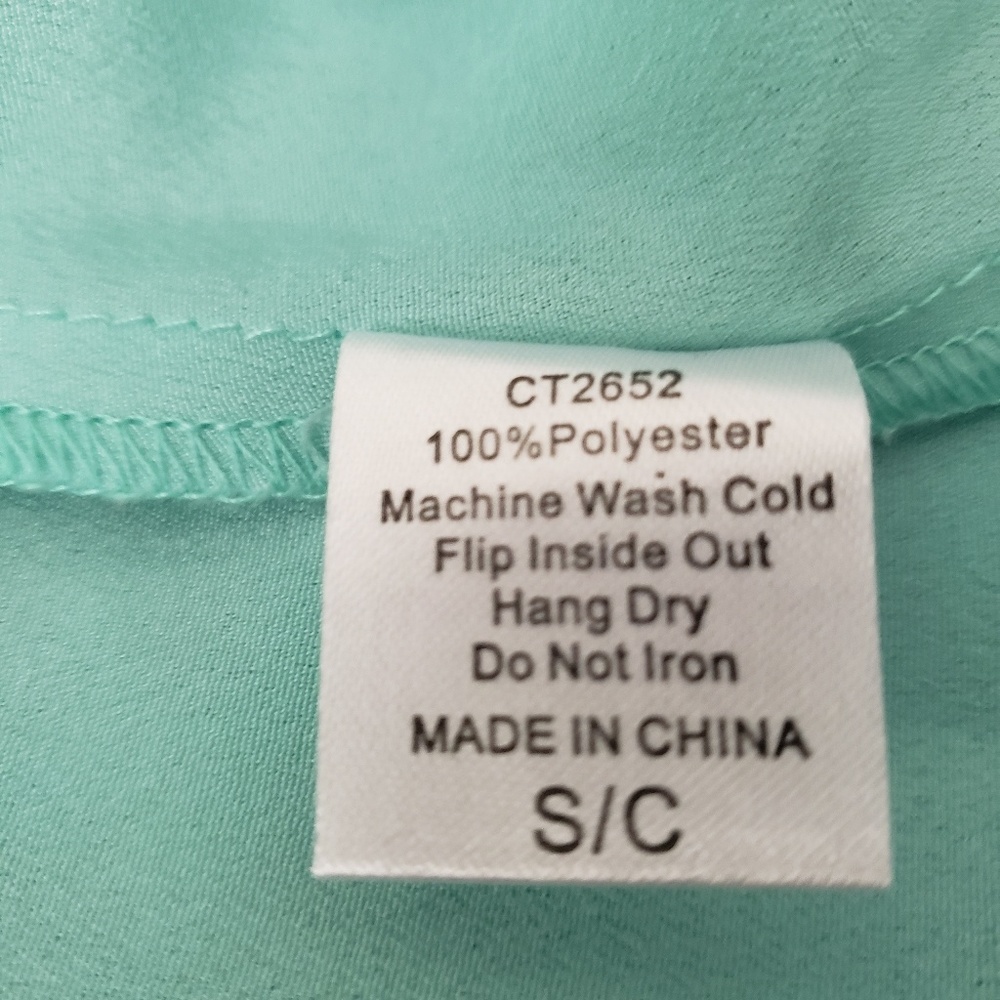 CT2652
100%Polyester
Machine Wash Cold
Flip Inside Out
Hang Dry
Do Not Iron
MADE IN CHINA
S/C